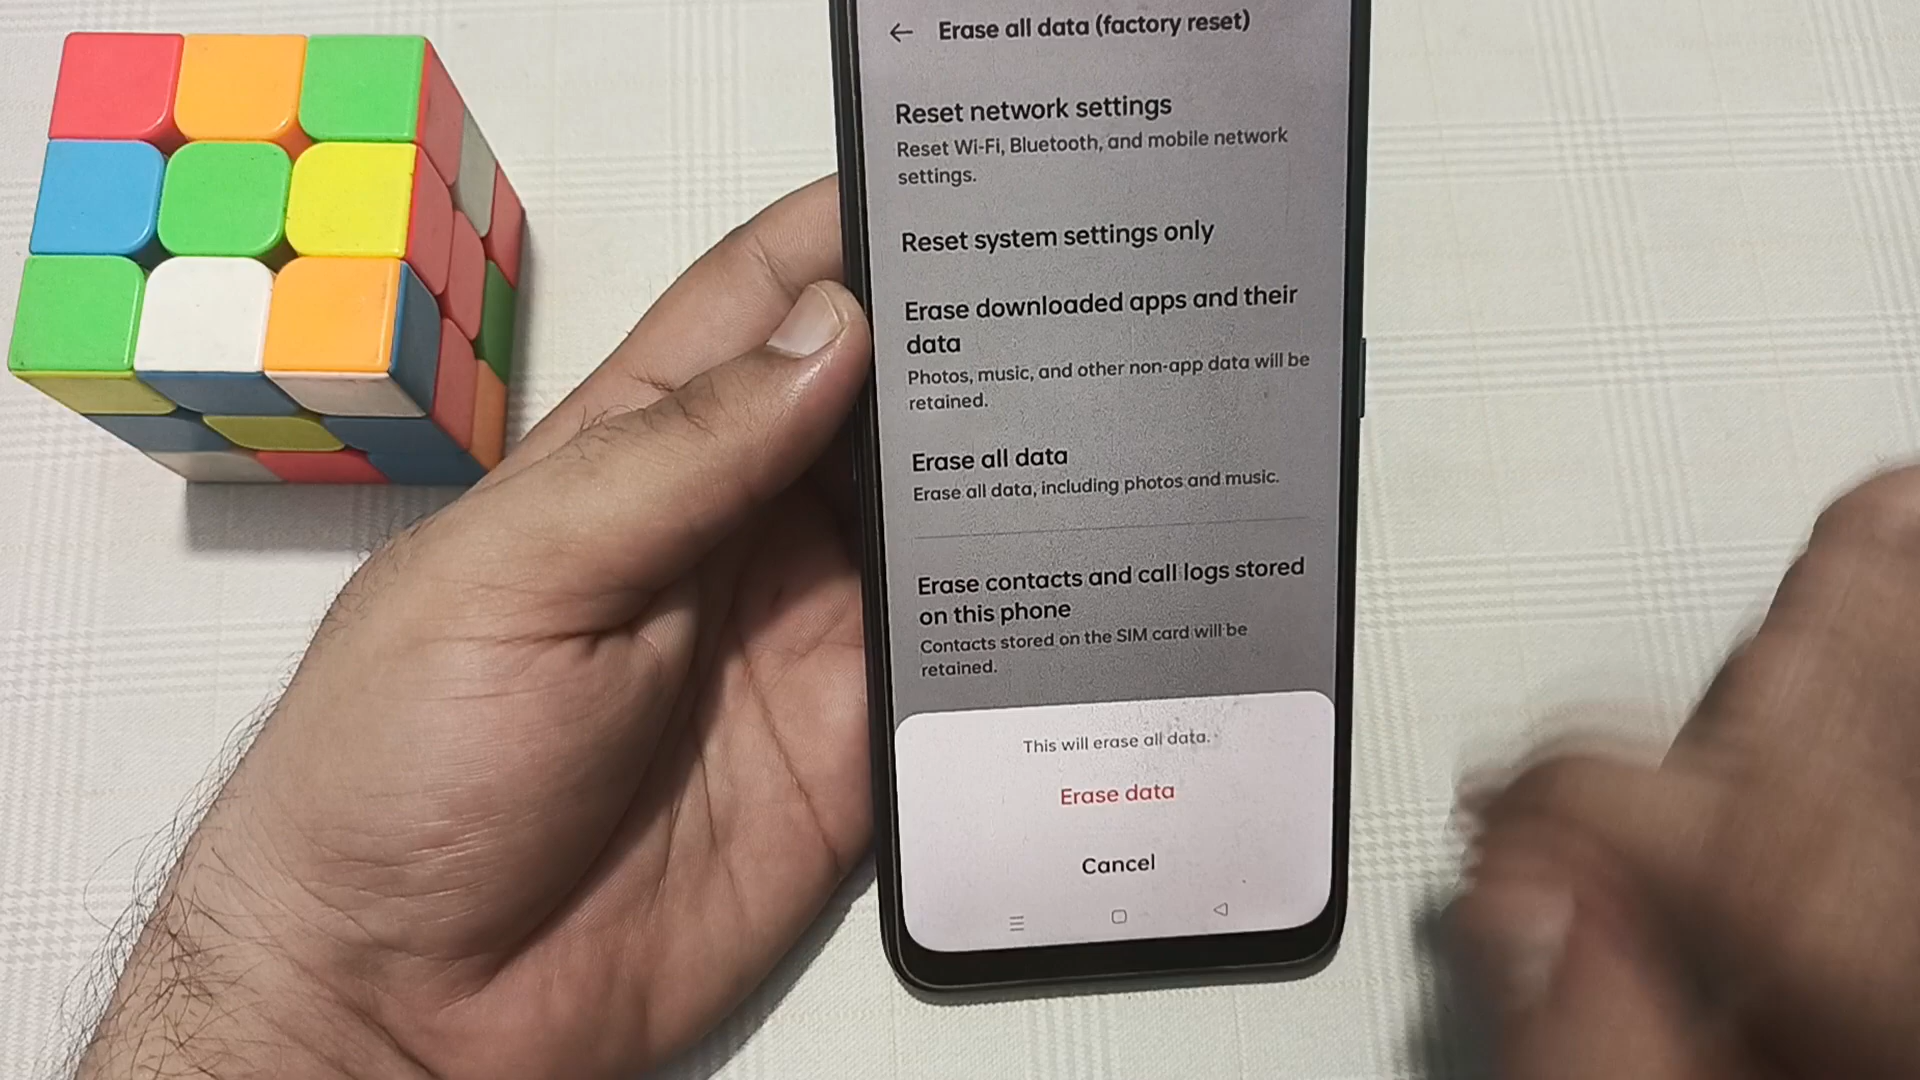 Erase all data (factory reset)
Reset network settings
Reset Wi-Fi, Bluetooth, and mobile network
settings.
Reset system settings only
Erase downloaded apps and their
data
Photos, music, and other non-app data will be
retained.
Erase all data
Erase all data, including photos and music.
Erase contacts and call logs stored
on this phone
Contacts stored on the SIM card will be
retained.
This will erase all data.
Erase data
Cancel